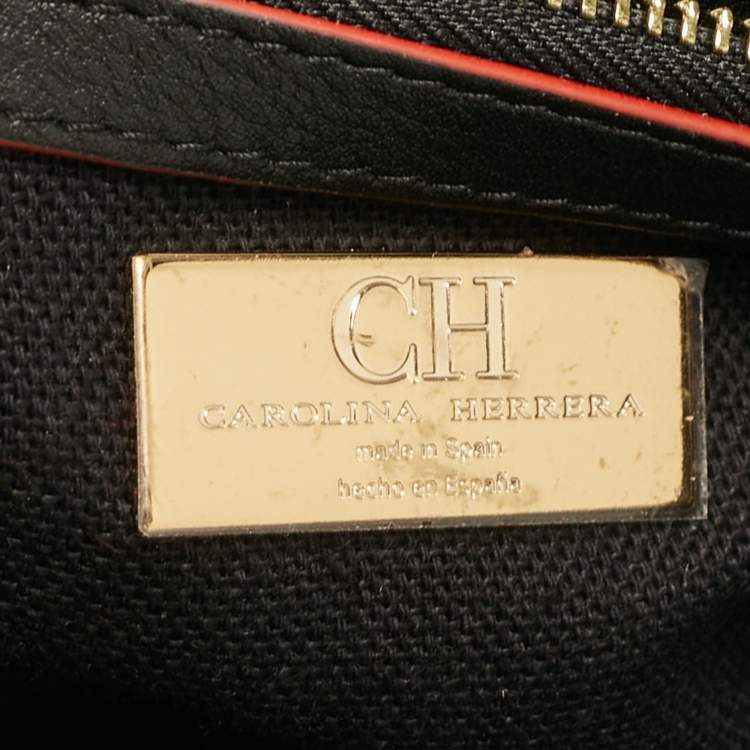 CH
CAROLINA HERRERA
made in Spain
hecho en España